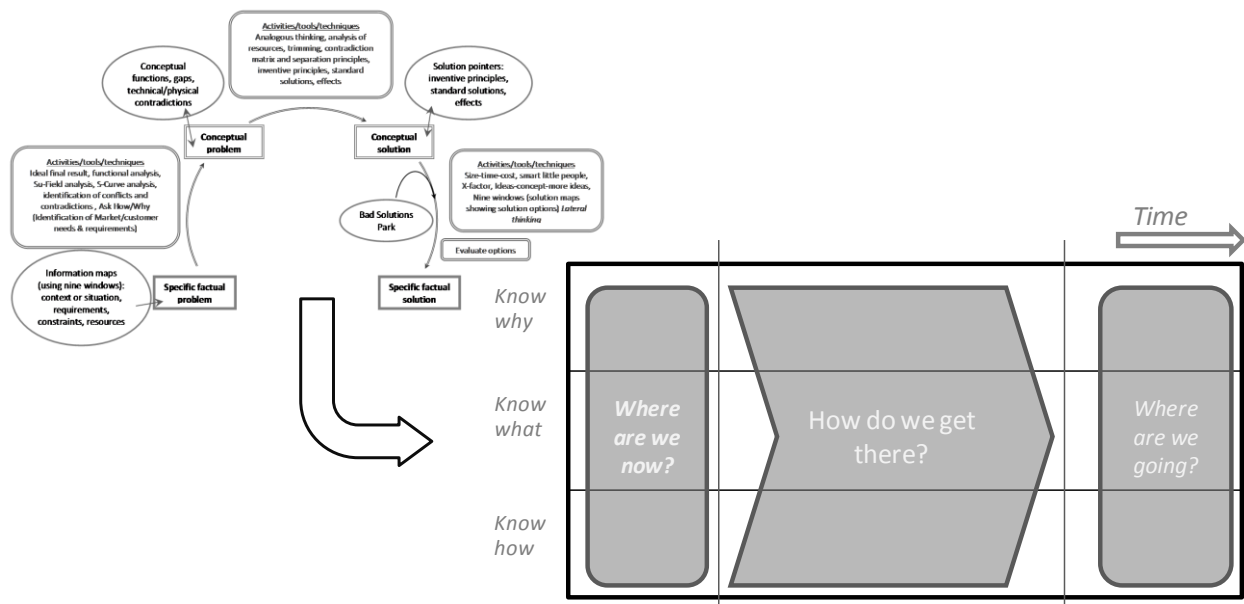 Activities/tools/techniques
Analogous thinking, analysis of
resources, trimming, contradiction
matrix and separation principles,
inventive principles, standard
solutions, effects
Conceptual
functions, gaps,
technical/physical
contradictions
Solution pointers:
inventive principles,
standard solutions,
effects
Conceptual
problem
Conceptual
solution
Activities/tools/techniques
Ideal final result, functional analysis,
Su-Field analysis, S-Curve analysis,
identification of conflicts and
contradictions , Ask How/Why
(Identification of Market/customer
needs & requirements)
Activities/tools/techniques
Size-time-cost, smart little people,
X-factor, Ideas-concept-more ideas,
Nine windows (solution maps
showing solution options) Lateral
thinking
Bad Solutions
Park
Evaluate options
Information maps
(using nine windows):
context or situation,
requirements,
constraints, resources
Specific factual
problem
Specific factual
solution
Time
Know
why
Know
what
Know
how
Where
are we
now?
How do we get
there?
Where
are we
going?